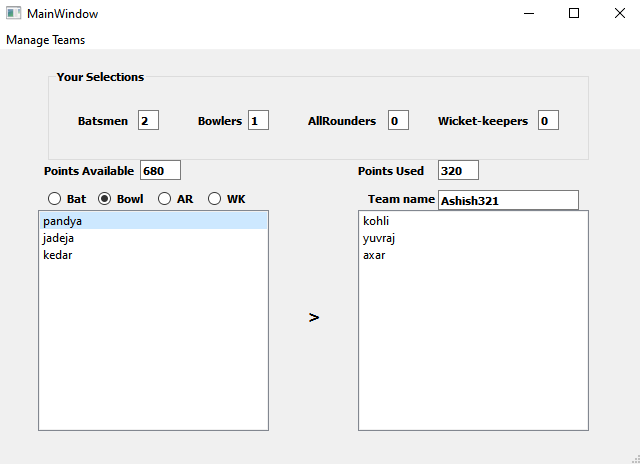 MainWindow
Manage Teams
Your Selections
Batsmen 2 Bowlers 1 AllRounders 0 Wicket-keepers 0
Points Available 680 Points Used 320
Bat Bowl AR WK Team name Ashish321
pandya
jadeja
kedar
>
kohli
yuvraj
axar